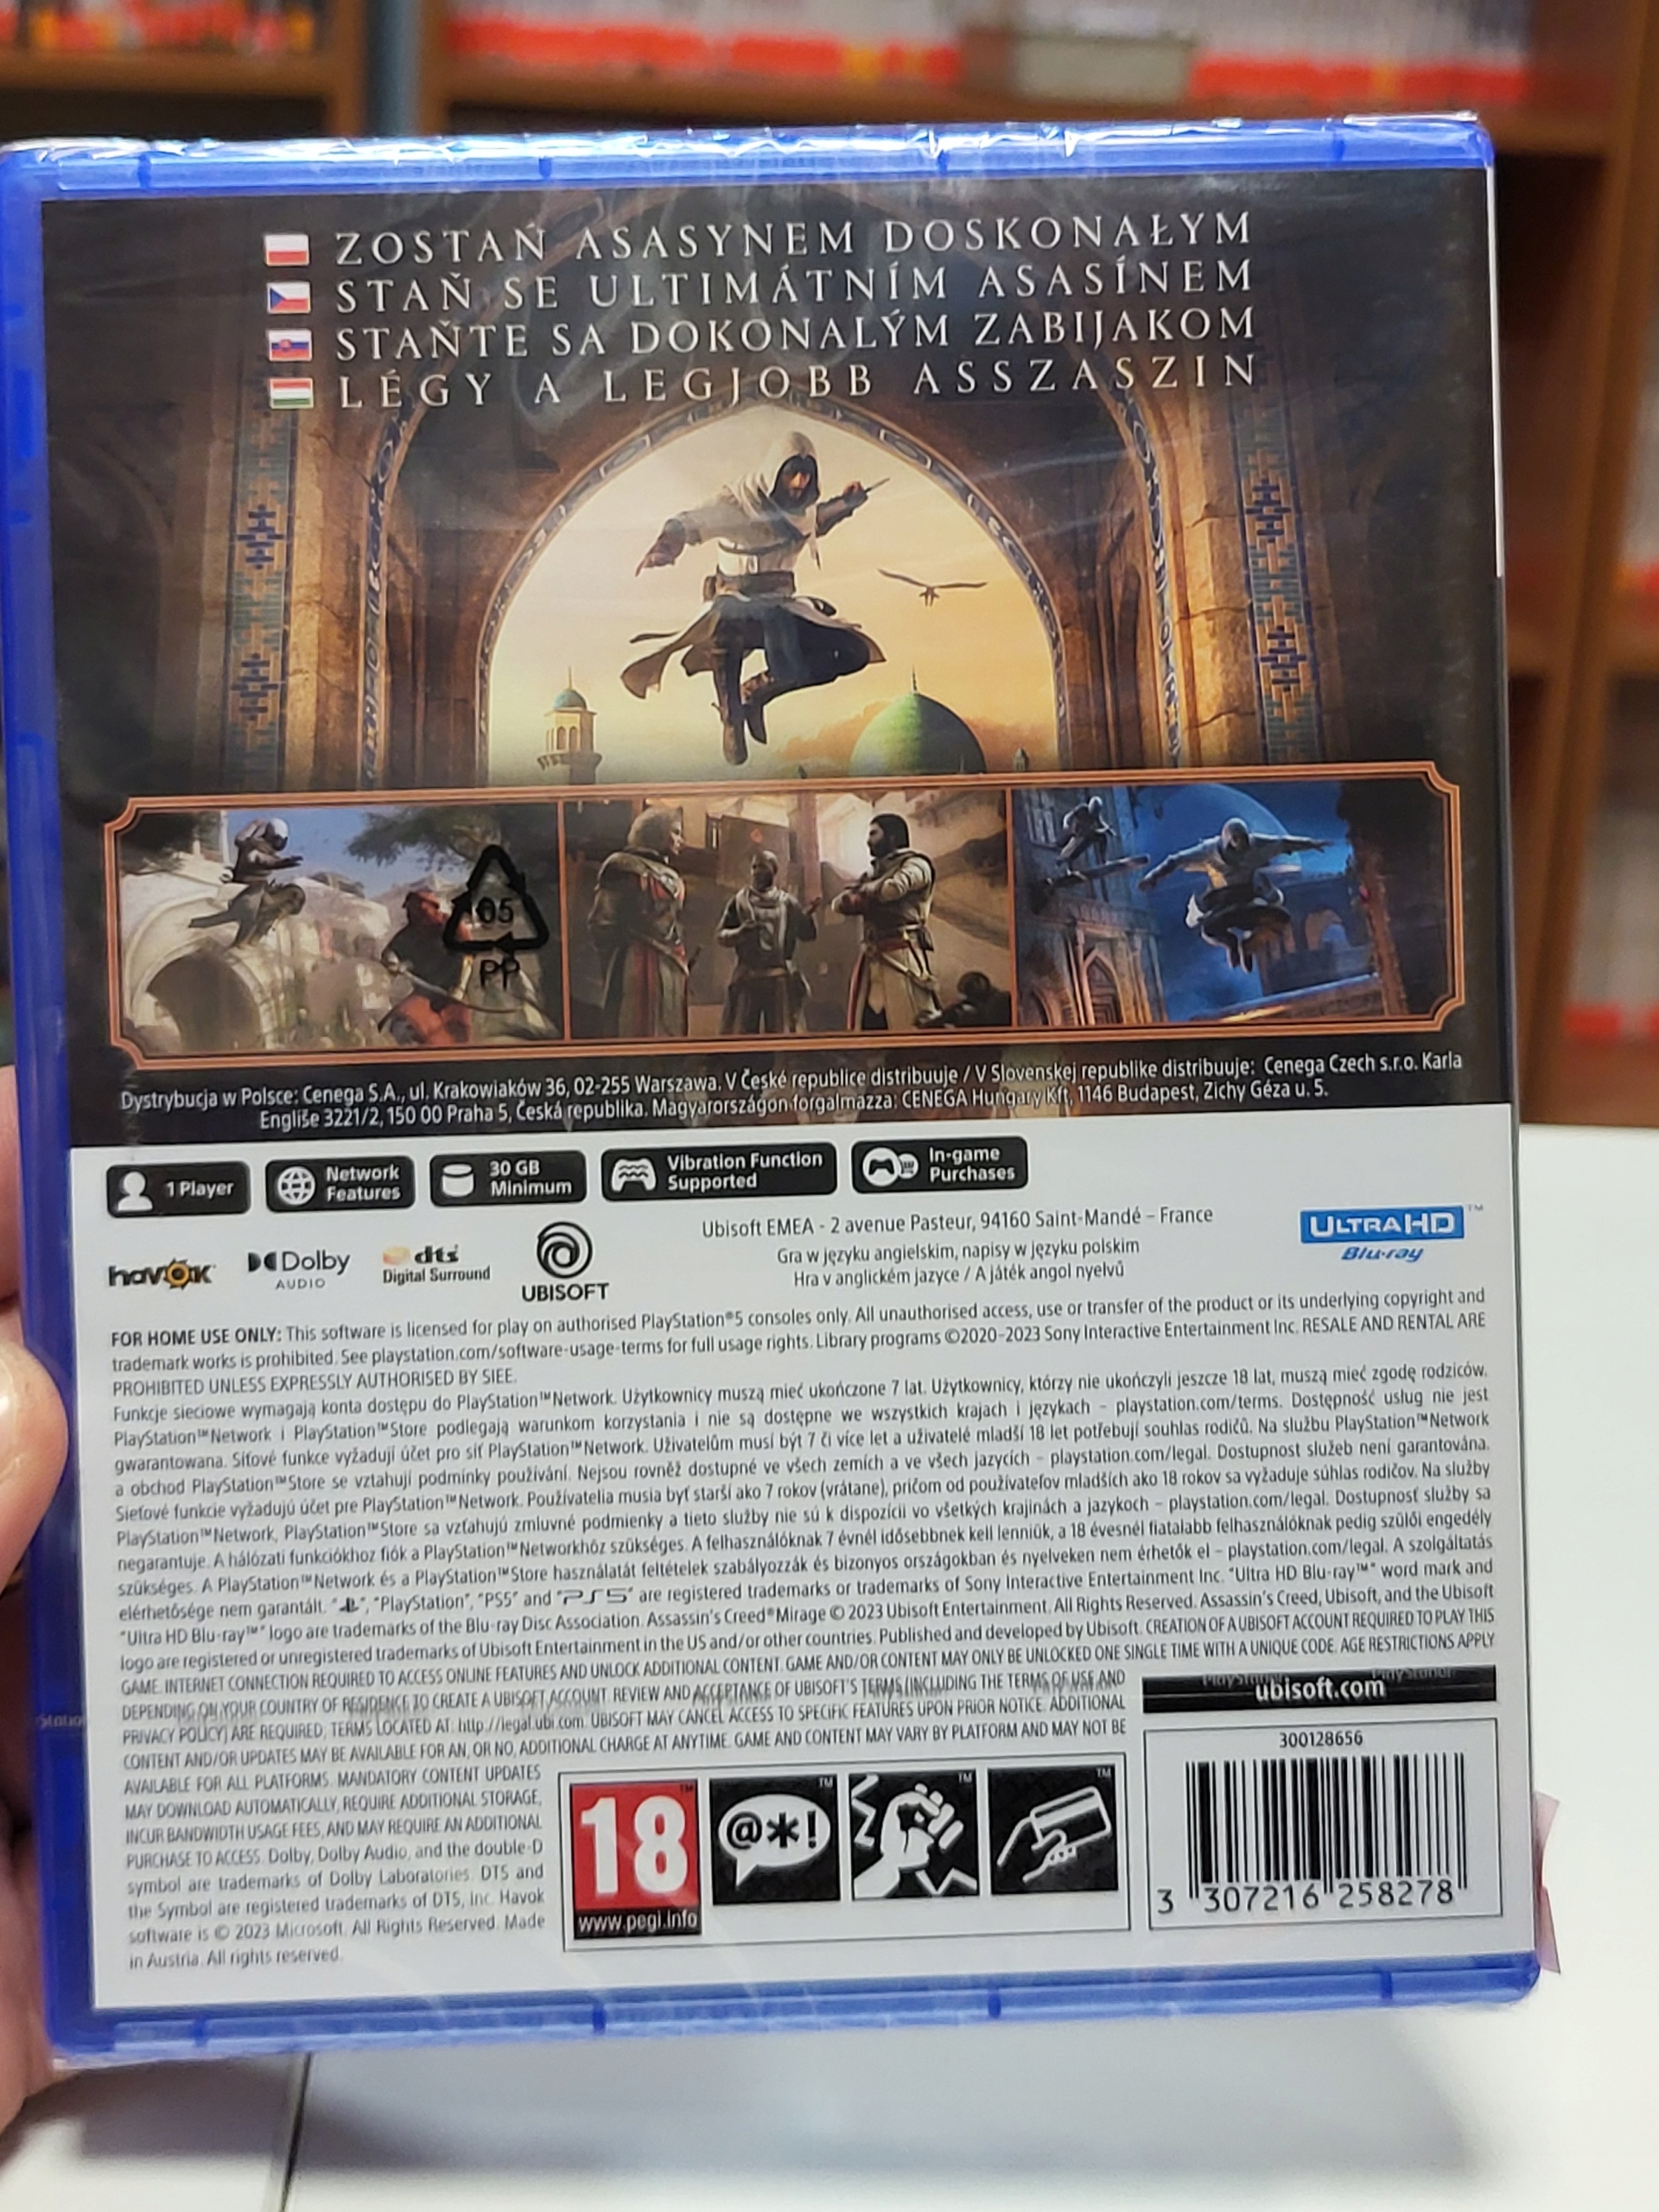 ZOSTAŃ ASASYNEM DOSKONAŁYM
STAŇ SE ULTIMÁTNÍM ASASÍNEM
STAŇTE SA DOKONALÝM ZABIJAKOM
LÉGY A LEGJOBB ASSZASZIN
05
PP
Dystrybucja w Polsce: Cenega S.A., ul. Krakowiaków 36, 02-255 Warszawa. V České republice distribuuje / V Slovenskej republike distribuuje: Cenega Czech s.r.o. Karla
Engliše 3221/2, 150 00 Praha 5, Česká republika. Magyarországon forgalmazza: CENEGA Hungary Kft, 1146 Budapest, Zichy Géza u. 5.
1 Player
Network
Features
30 GB
Minimum
Vibration Function
Supported
In-game
Purchases
havok
Dolby
AUDIO
dts
Digital Surround
UBISOFT
Ubisoft EMEA - 2 avenue Pasteur, 94160 Saint-Mandé – France
Gra w języku angielskim, napisy w języku polskim
Hra v anglickém jazyce / A játék angol nyelvű
ULTRA HD™
Blu-ray
FOR HOME USE ONLY: This software is licensed for play on authorised PlayStation®5 consoles only. All unauthorised access, use or transfer of the product or its underlying copyright and
trademark works is prohibited. See playstation.com/software-usage-terms for full usage rights. Library programs ©2020-2023 Sony Interactive Entertainment Inc. RESALE AND RENTAL ARE
PROHIBITED UNLESS EXPRESSLY AUTHORISED BY SIEE.
Funkcje sieciowe wymagają konta dostępu do PlayStation™Network. Użytkownicy muszą mieć ukończone 7 lat. Użytkownicy, którzy nie ukończyli jeszcze 18 lat, muszą mieć zgodę rodziców.
PlayStation™Network i PlayStation™Store podlegają warunkom korzystania i nie są dostępne we wszystkich krajach i językach – playstation.com/terms. Dostępność usług nie jest
gwarantowana. Síťové funkce vyžadují účet pro síť PlayStation™Network. Uživatelům musí být 7 či více let a uživatelé mladší 18 let potřebují souhlas rodičů. Na službu PlayStation™Network
a obchod PlayStation™Store se vztahují podmínky používání. Nejsou rovněž dostupné ve všech zemích a ve všech jazycích – playstation.com/legal. Dostupnost služeb není garantována.
Sieťové funkcie vyžadujú účet pre PlayStation™Network. Používatelia musia byť starší ako 7 rokov (vrátane), pričom od používateľov mladších ako 18 rokov sa vyžaduje súhlas rodičov. Na služby
PlayStation™Network, PlayStation™Store sa vzťahujú zmluvné podmienky a tieto služby nie sú k dispozícii vo všetkých krajinách a jazykoch – playstation.com/legal. Dostupnosť služby sa
negarantuje. A hálózati funkciókhoz fiók a PlayStation™Networkhöz szükséges. A felhasználóknak 7 évnél idősebbnek kell lenniük, a 18 évesnél fiatalabb felhasználóknak pedig szülői engedély
szükséges. A PlayStation™Network és a PlayStation™Store használatát feltételek szabályozzák és bizonyos országokban és nyelveken nem érhetők el – playstation.com/legal. A szolgáltatás
elérhetősége nem garantált. "", "PlayStation", "PS5" and "PS5" are registered trademarks or trademarks of Sony Interactive Entertainment Inc. "Ultra HD Blu-ray™" word mark and
"Ultra HD Blu-ray™" logo are trademarks of the Blu-ray Disc Association. Assassin's Creed® Mirage © 2023 Ubisoft Entertainment. All Rights Reserved. Assassin's Creed, Ubisoft, and the Ubisoft
logo are registered or unregistered trademarks of Ubisoft Entertainment in the US and/or other countries. Published and developed by Ubisoft. CREATION OF A UBISOFT ACCOUNT REQUIRED TO PLAY THIS
GAME. INTERNET CONNECTION REQUIRED TO ACCESS ONLINE FEATURES AND UNLOCK ADDITIONAL CONTENT. GAME AND/OR CONTENT MAY ONLY BE UNLOCKED ONE SINGLE TIME WITH A UNIQUE CODE. AGE RESTRICTIONS APPLY
DEPENDING ON YOUR COUNTRY OF RESIDENCE TO CREATE A UBISOFT ACCOUNT. REVIEW AND ACCEPTANCE OF UBISOFT'S TERMS (INCLUDING THE TERMS OF USE AND
PRIVACY POLICY) ARE REQUIRED, TERMS LOCATED AT: http://legal.ubi.com. UBISOFT MAY CANCEL ACCESS TO SPECIFIC FEATURES UPON PRIOR NOTICE. ADDITIONAL
CONTENT AND/OR UPDATES MAY BE AVAILABLE FOR AN, OR NO, ADDITIONAL CHARGE AT ANYTIME. GAME AND CONTENT MAY VARY BY PLATFORM AND MAY NOT BE
AVAILABLE FOR ALL PLATFORMS. MANDATORY CONTENT UPDATES
MAY DOWNLOAD AUTOMATICALLY, REQUIRE ADDITIONAL STORAGE,
INCUR BANDWIDTH USAGE FEES, AND MAY REQUIRE AN ADDITIONAL
PURCHASE TO ACCESS. Dolby, Dolby Audio, and the double-D
symbol are trademarks of Dolby Laboratories. DTS and
the Symbol are registered trademarks of DTS, Inc. Havok
software is © 2023 Microsoft. All Rights Reserved. Made
in Austria. All rights reserved.
ubisoft.com
300128656
18™
www.pegi.info
@*!™
™
™
3 307216 258278